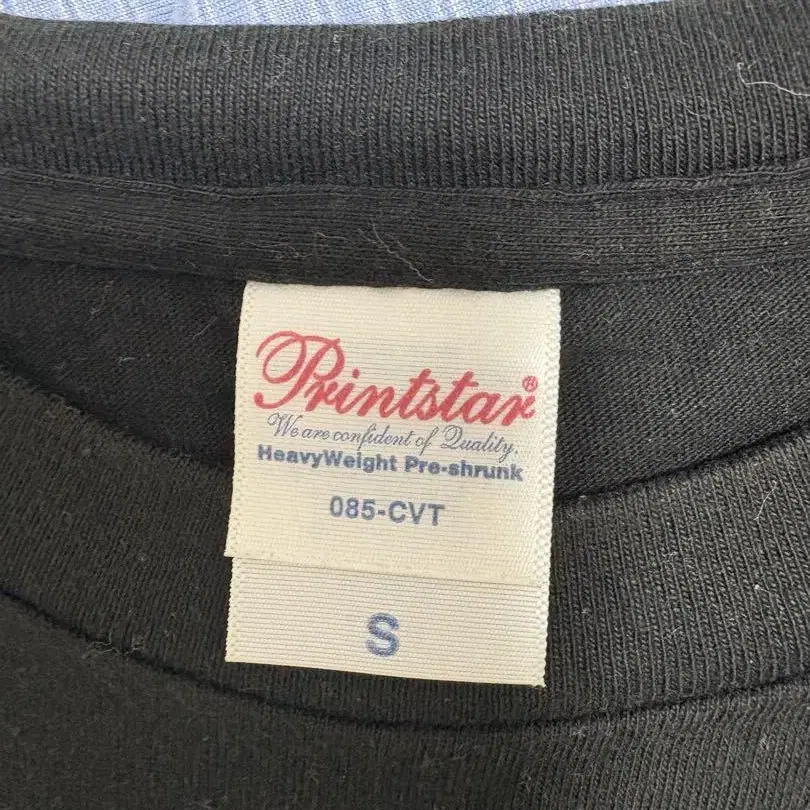 Printstar®
We are confident of Quality.
HeavyWeight Pre-shrunk
085-CVT
S